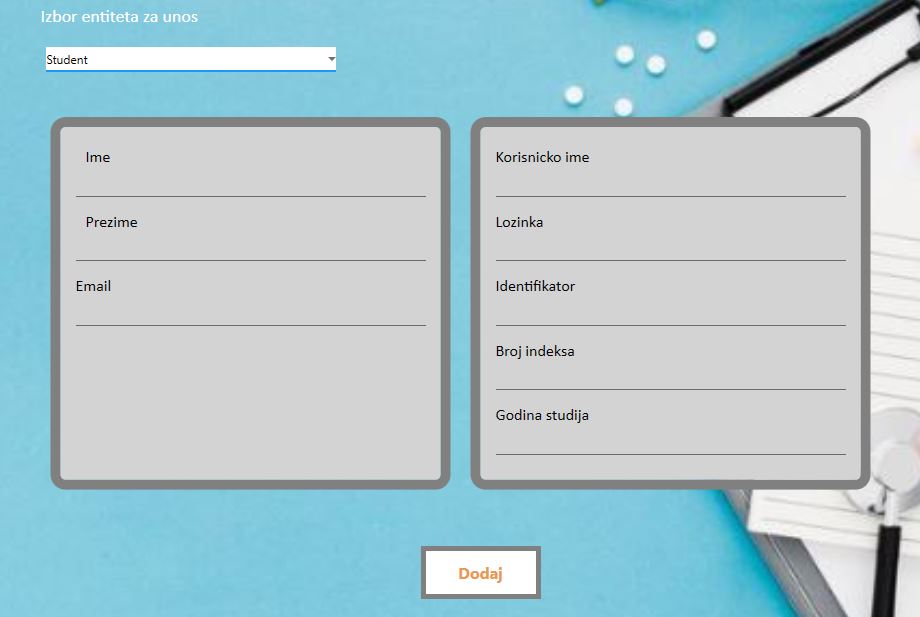 Izbor entiteta za unos
Student
Ime
Prezime
Email
Korisnicko ime
Lozinka
Identifikator
Broj indeksa
Godina studija
Dodaj